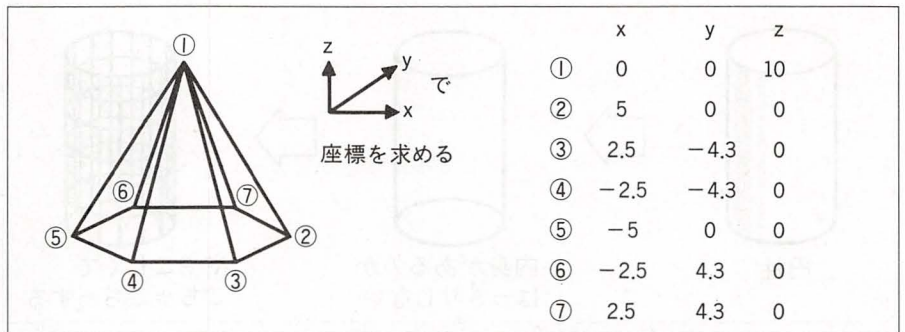 ①
⑥
⑦
⑤
②
④
③
z
y
x
で
座標を求める
x y z
① 0 0 10
② 5 0 0
③ 2.5 −4.3 0
④ −2.5 −4.3 0
⑤ −5 0 0
⑥ −2.5 4.3 0
⑦ 2.5 4.3 0